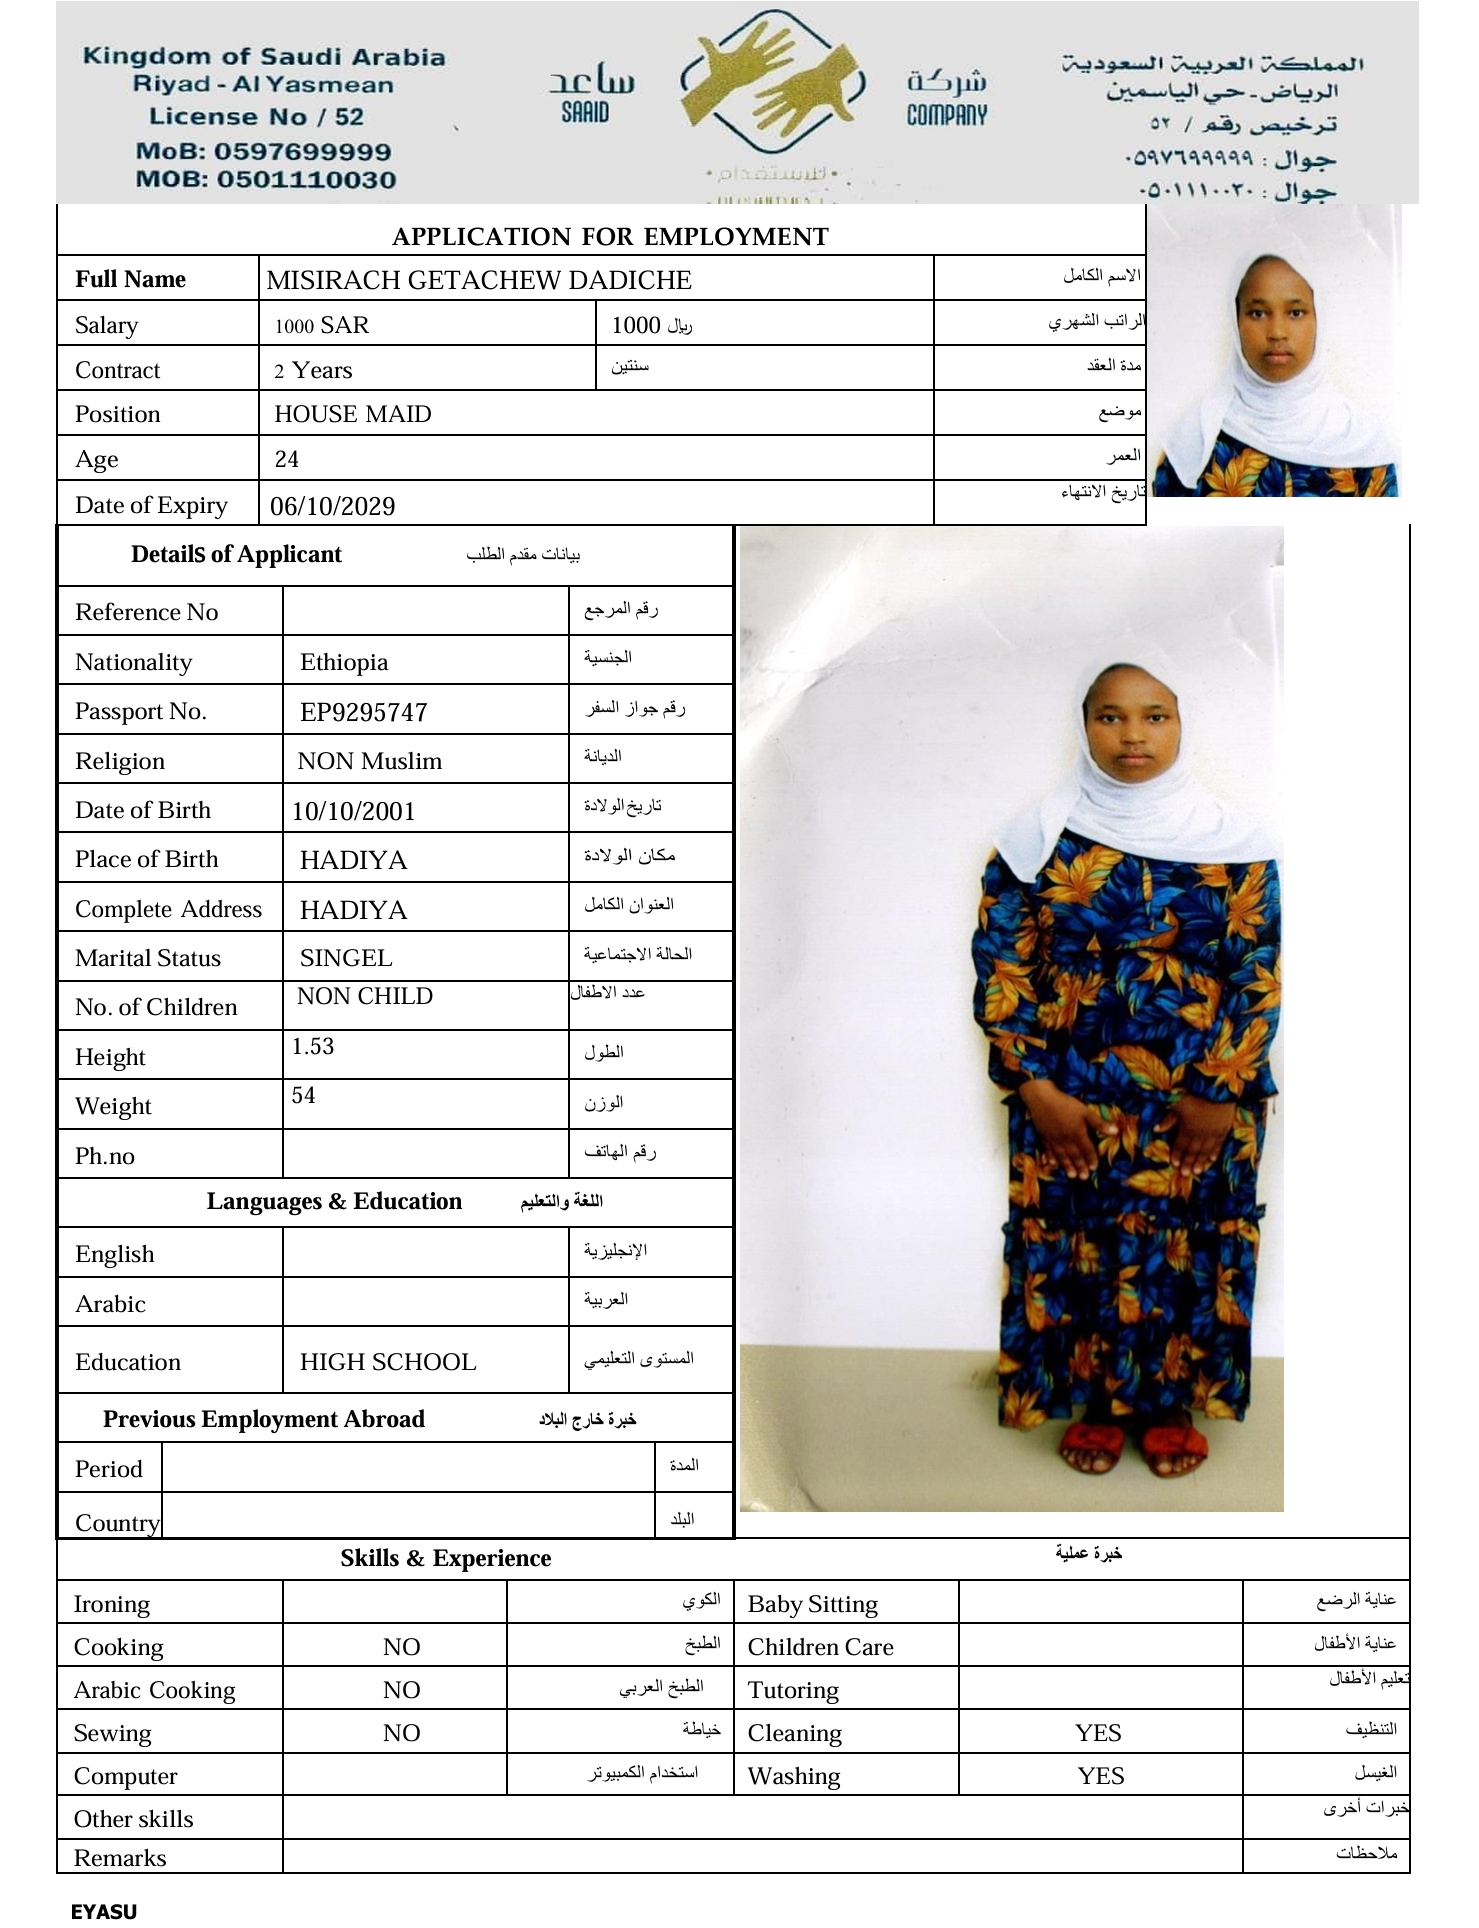 Kingdom of Saudi Arabia
Riyad - Al Yasmean
License No / 52
MoB: 0597699999
MOB: 0501110030
ساعد
SAAID
شركة
COMPANY
للاستقدام
المملكة العربية السعودية
الرياض - حي الياسمين
ترخيص رقم / ٥٢
جوال : ٠٥٩٧٦٩٩٩٩٩
جوال : ٠٥٠١١١٠٠٣٠
APPLICATION FOR EMPLOYMENT
Full Name MISIRACH GETACHEW DADICHE الاسم الكامل
Salary 1000 SAR 1000 ريال الراتب الشهري
Contract 2 Years سنتين مدة العقد
Position HOUSE MAID موضع
Age 24 العمر
Date of Expiry 06/10/2029 تاريخ الانتهاء
Details of Applicant بيانات مقدم الطلب
Reference No رقم المرجع
Nationality Ethiopia الجنسية
Passport No. EP9295747 رقم جواز السفر
Religion NON Muslim الديانة
Date of Birth 10/10/2001 تاريخ الولادة
Place of Birth HADIYA مكان الولادة
Complete Address HADIYA العنوان الكامل
Marital Status SINGEL الحالة الاجتماعية
No. of Children NON CHILD عدد الاطفال
Height 1.53 الطول
Weight 54 الوزن
Ph.no رقم الهاتف
Languages & Education اللغة والتعليم
English الإنجليزية
Arabic العربية
Education HIGH SCHOOL المستوى التعليمي
Previous Employment Abroad خبرة خارج البلاد
Period المدة
Country البلد
Skills & Experience خبرة عملية
Ironing الكوي Baby Sitting عناية الرضع
Cooking NO الطبخ Children Care عناية الأطفال
Arabic Cooking NO الطبخ العربي Tutoring تعليم الأطفال
Sewing NO خياطة Cleaning YES التنظيف
Computer استخدام الكمبيوتر Washing YES الغيسل
Other skills خبرات أخرى
Remarks ملاحظات
EYASU